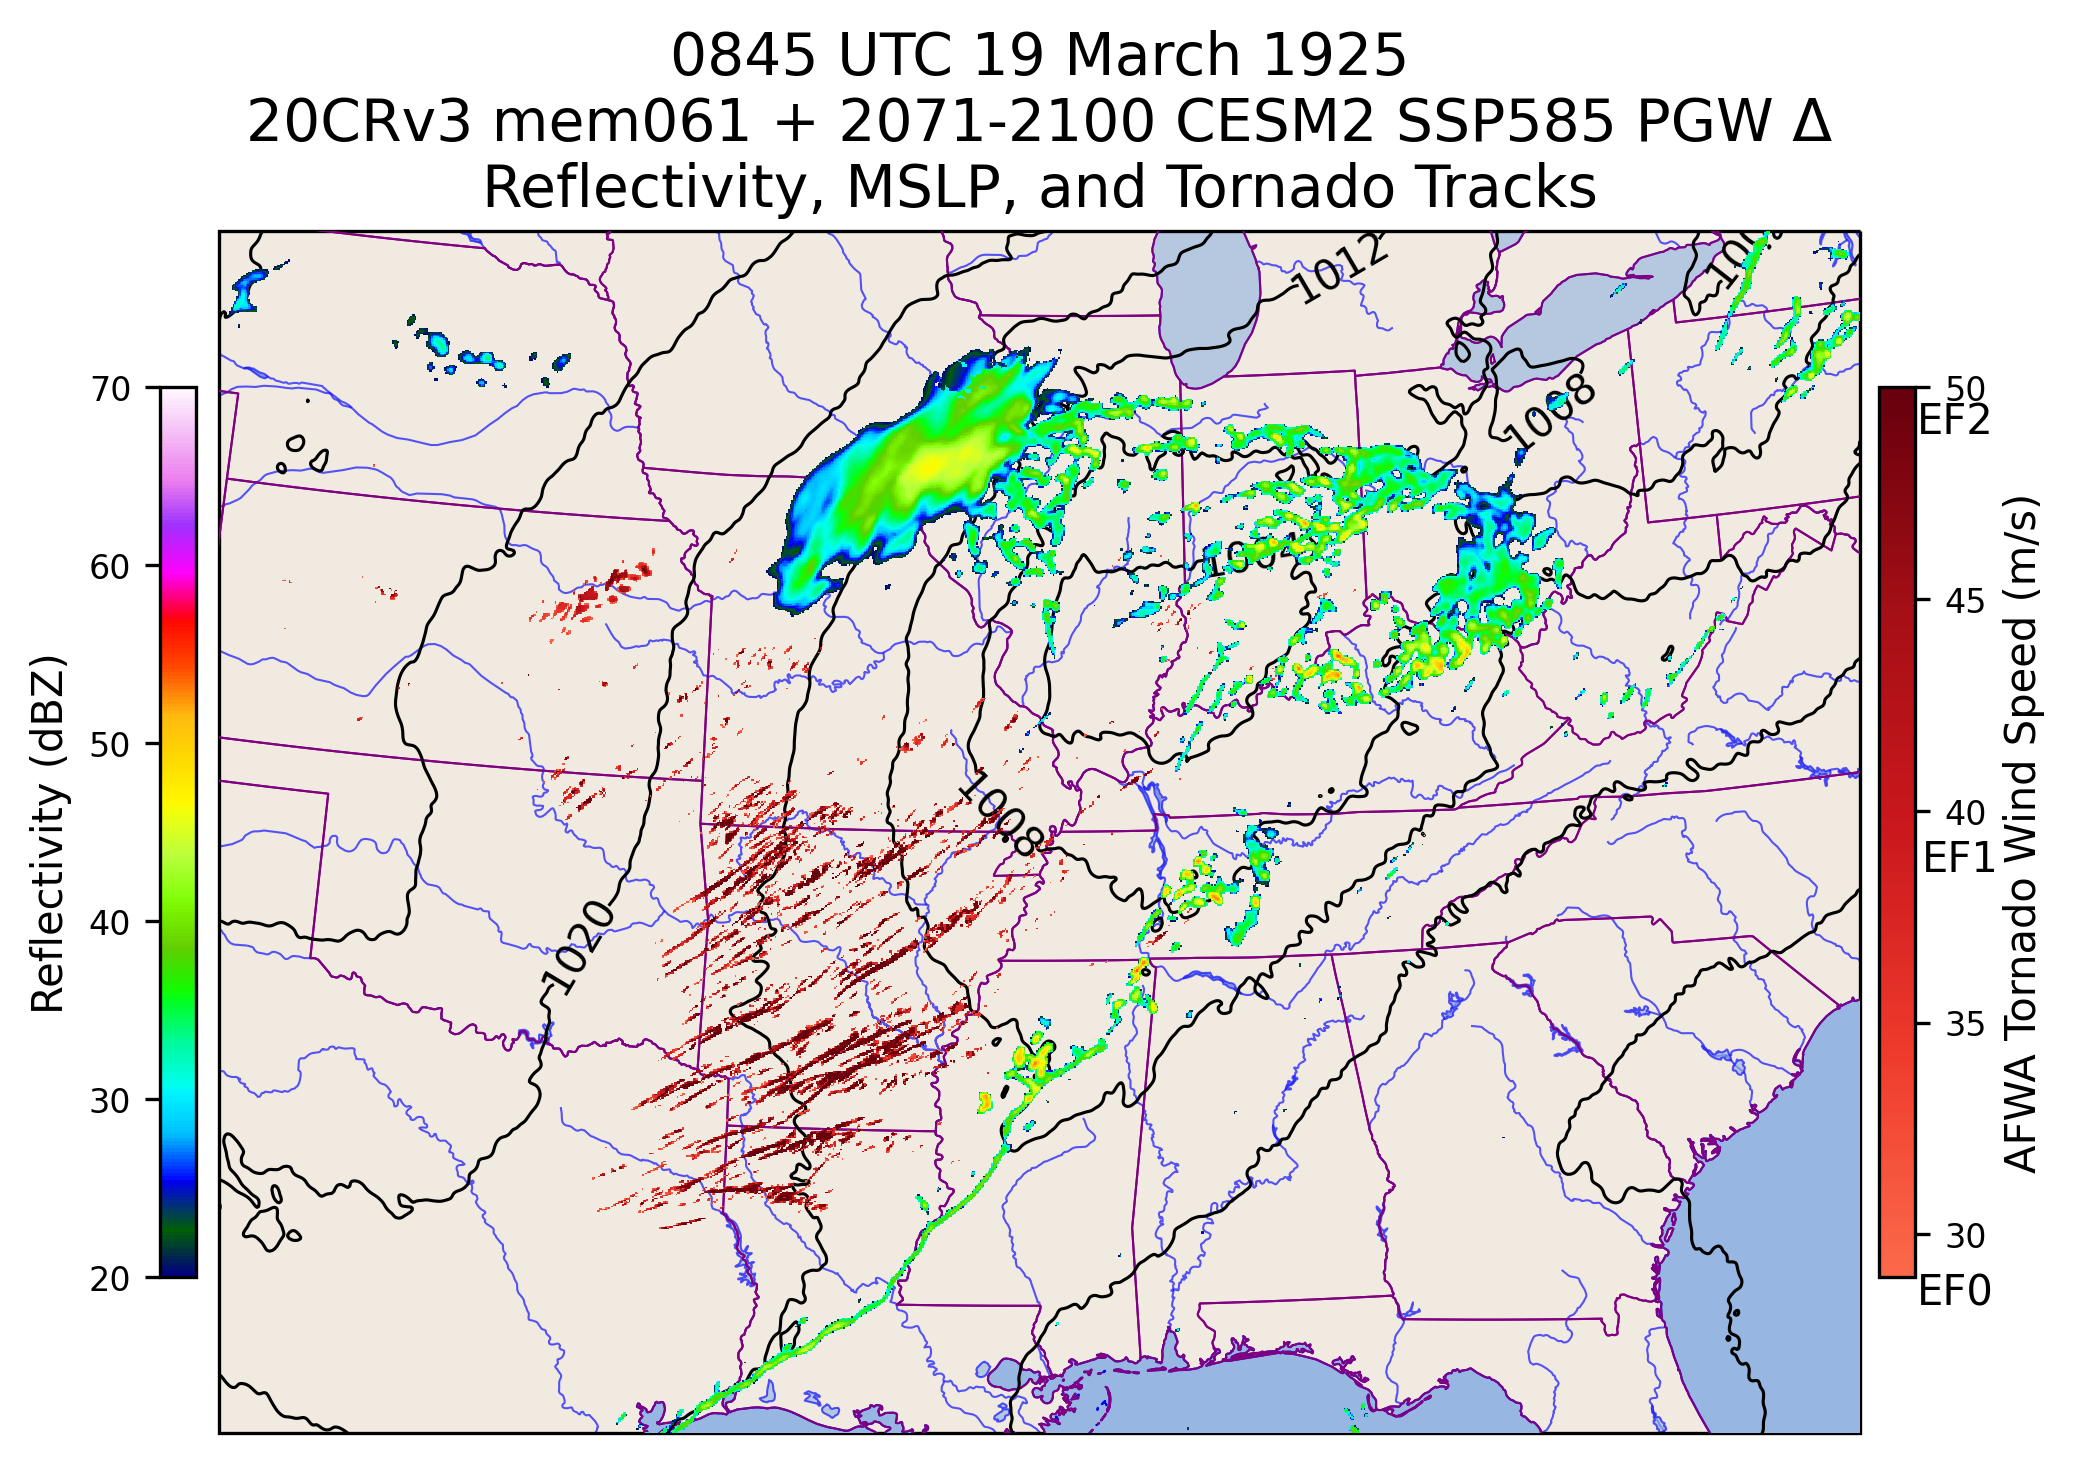 0845 UTC 19 March 1925
20CRv3 mem061 + 2071-2100 CESM2 SSP585 PGW Δ
Reflectivity, MSLP, and Tornado Tracks
1012
1008
1008
1020
70
60
50
40
30
20
Reflectivity (dBZ)
50
EF2
45
40
EF1
35
30
EF0
AFWA Tornado Wind Speed (m/s)